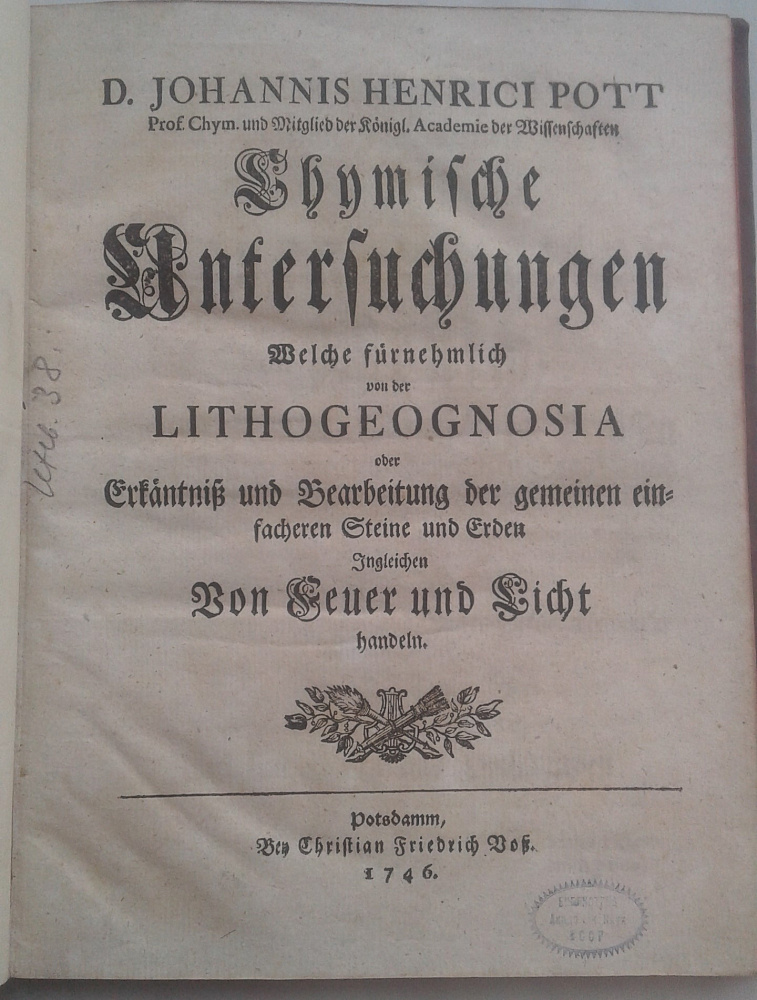 D. JOHANNIS HENRICI POTT
Prof. Chym. und Mitglied der Königl. Academie der Wissenschaften
Chymische
Untersuchungen
Welche fürnehmlich
von der
LITHOGEOGNOSIA
oder
Erkäntniß und Bearbeitung der gemeinen ein-
facheren Steine und Erden
Ingleichen
Von Feuer und Licht
handeln.
Potsdamm,
Bey Christian Friedrich Voß.
1746.
38.
СССР